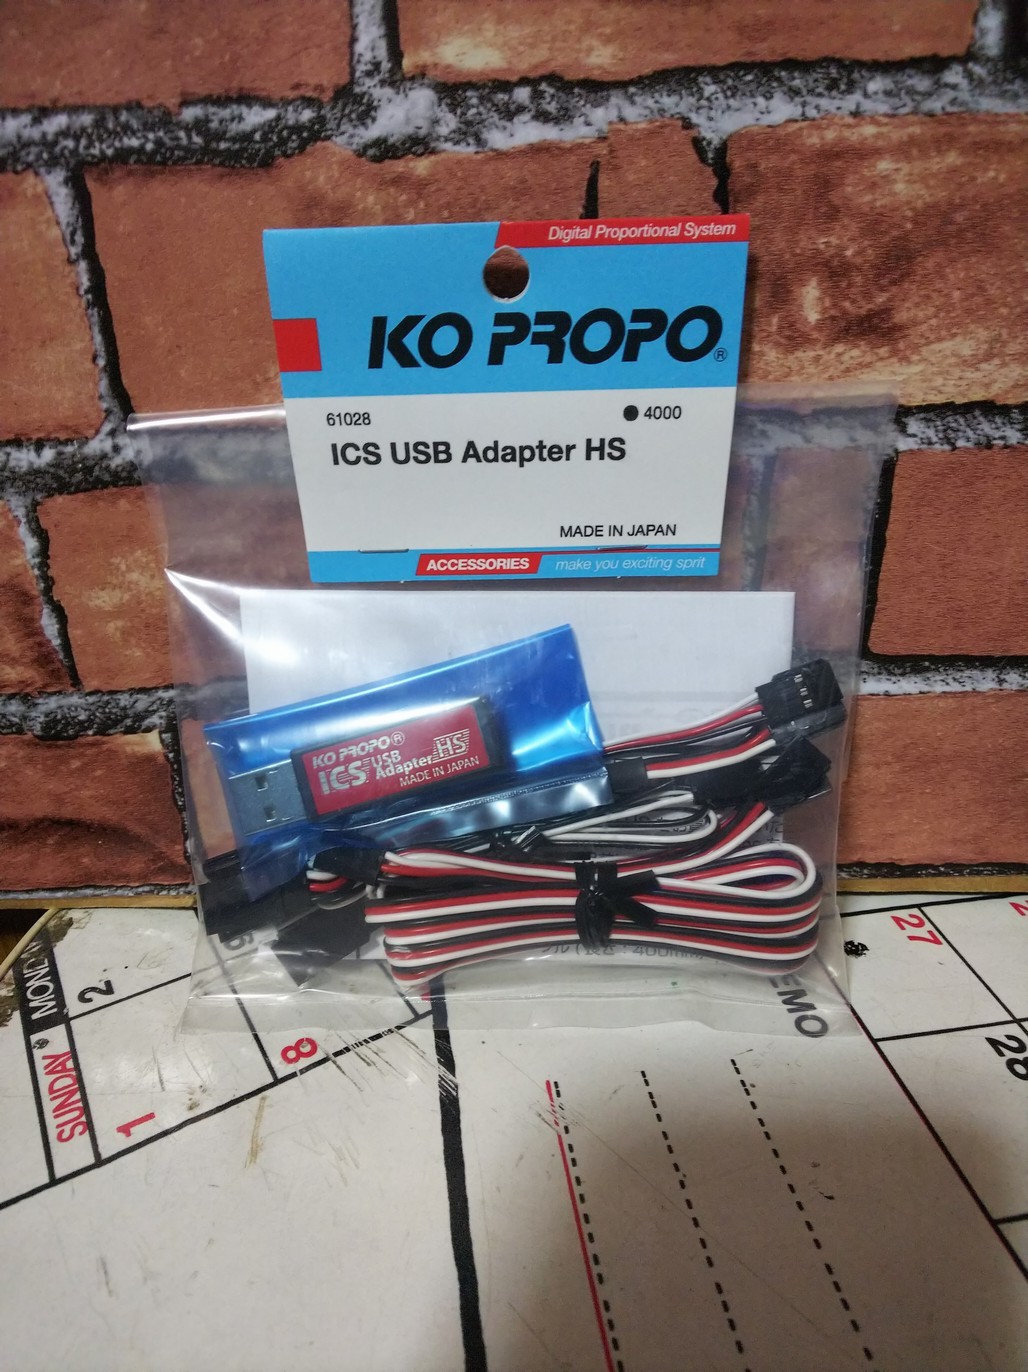 Digital Proportional System
KO PROPO®
61028
● 4000
ICS USB Adapter HS
MADE IN JAPAN
ACCESSORIES
make you exciting sprit
KO PROPO®
ICS USB Adapter HS
MADE IN JAPAN
400mm
MEMO
SUNDAY
1
8
2
27
28